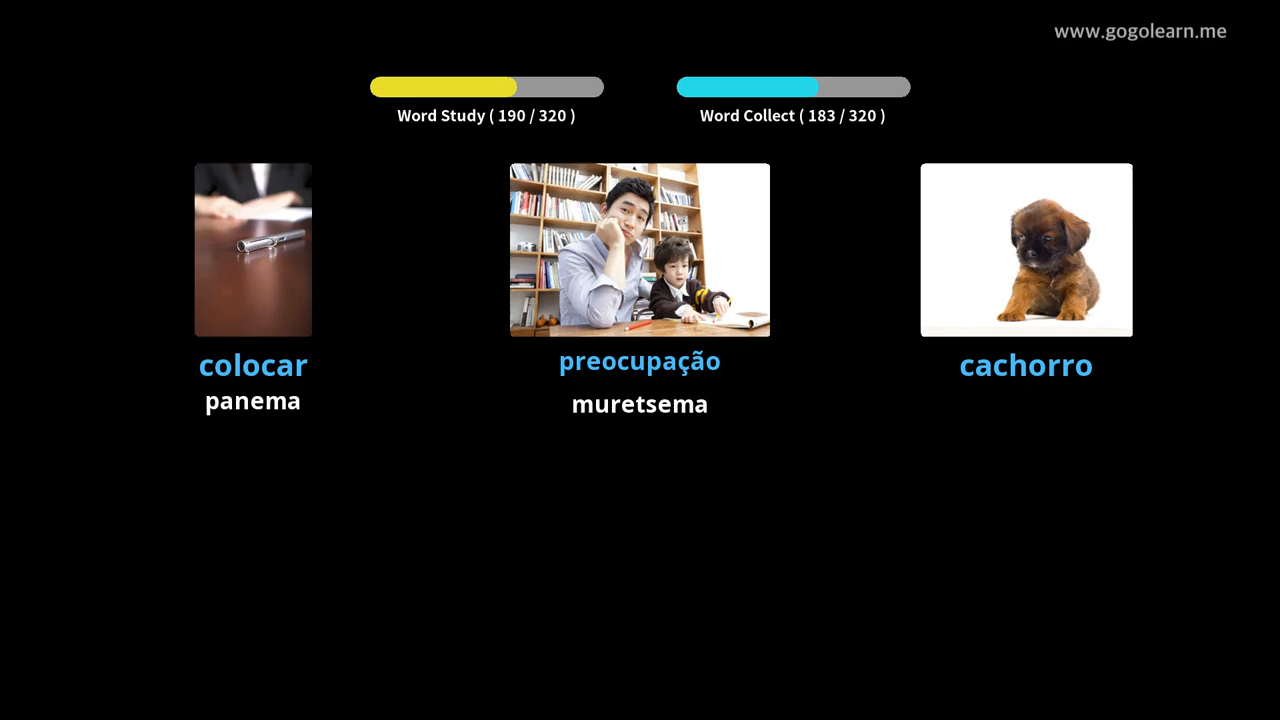 www.gogolearn.me
Word Study ( 190 / 320 )
Word Collect ( 183 / 320 )
colocar
panema
preocupação
muretsema
cachorro